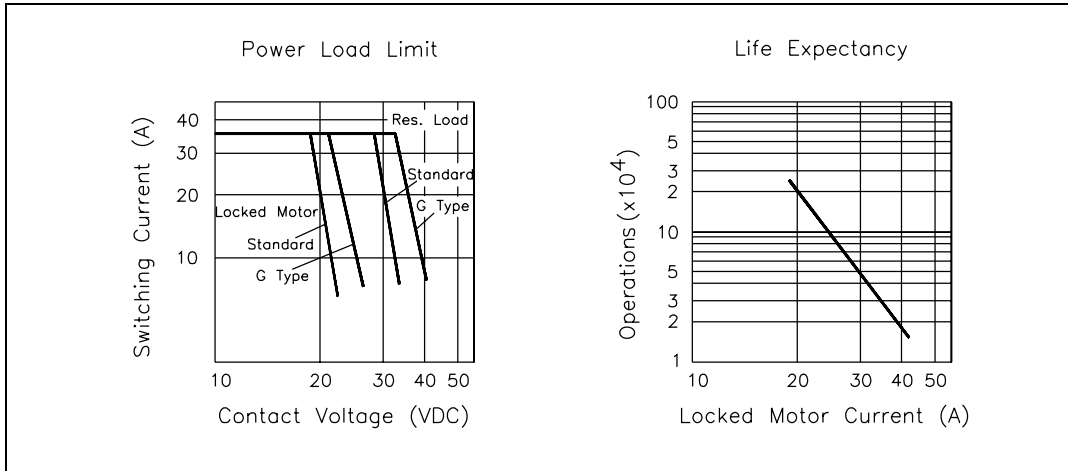 Power Load Limit
Switching Current (A)
40
30
20
10
Res. Load
Standard
G Type
Locked Motor
Standard
G Type
10
20
30
40
50
Contact Voltage (VDC)
Life Expectancy
Operations (x10⁴)
100
5
3
2
10
5
3
2
1
10
20
30
40
50
Locked Motor Current (A)